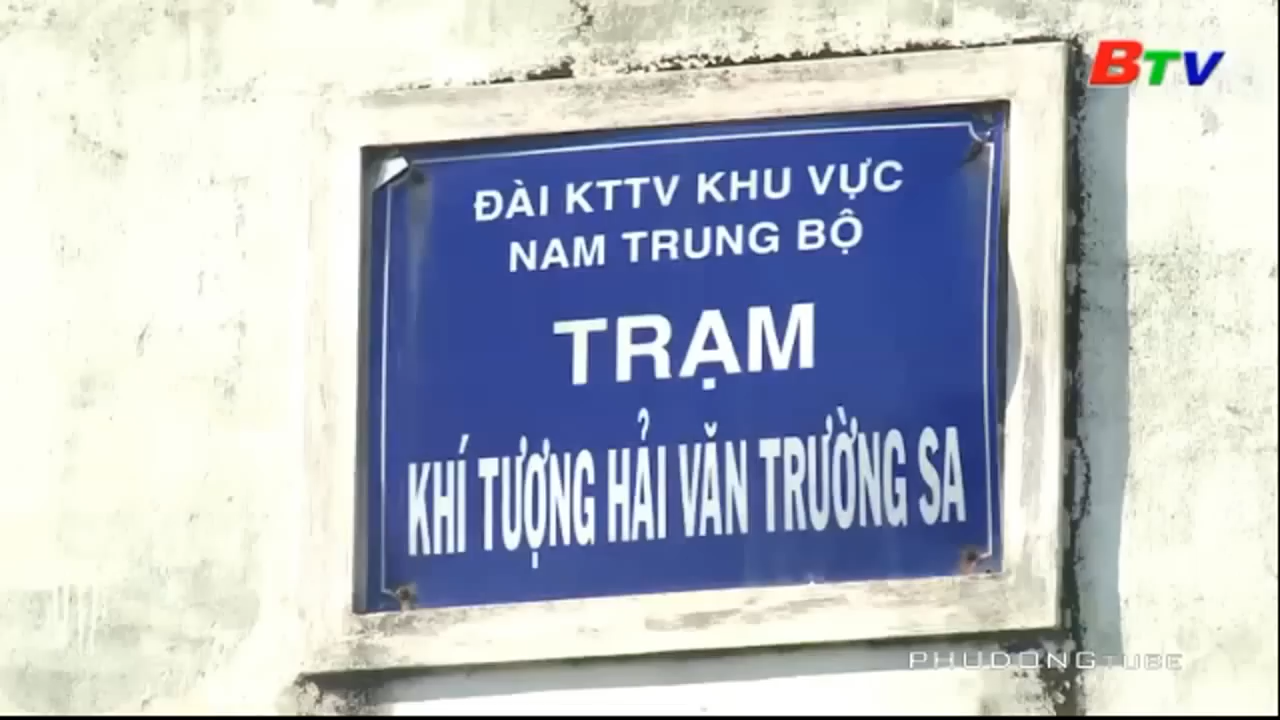 BTV
ĐÀI KTTV KHU VỰC
NAM TRUNG BỘ
TRẠM
KHÍ TƯỢNG HẢI VĂN TRƯỜNG SA
PHUDONGTUBE